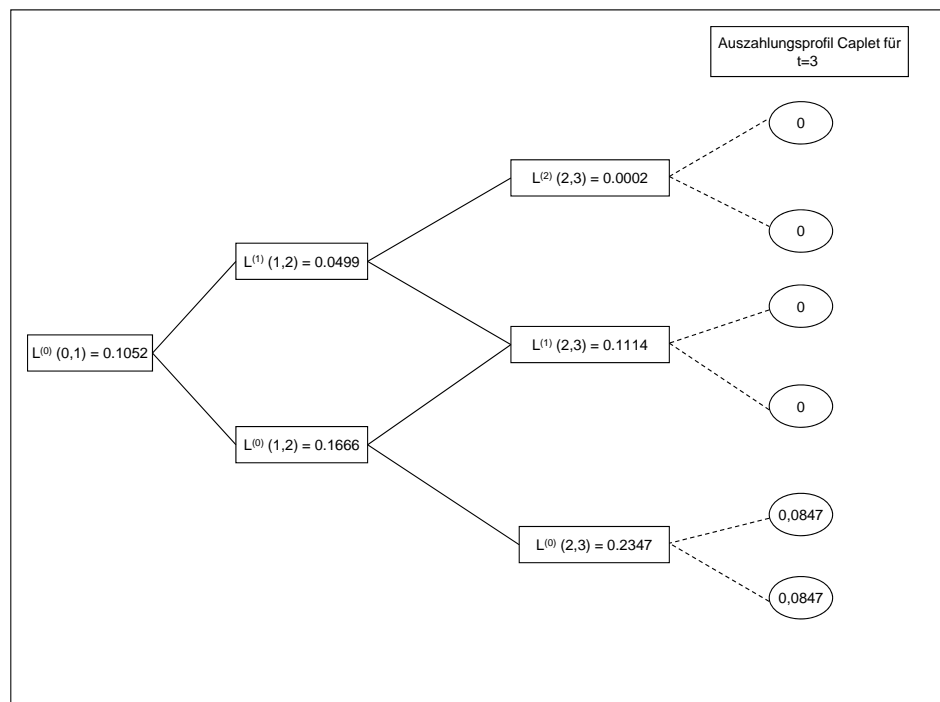 Auszahlungsprofil Caplet für
t=3
0
L⁽²⁾ (2,3) = 0.0002
0
L⁽¹⁾ (1,2) = 0.0499
0
L⁽⁰⁾ (0,1) = 0.1052
L⁽¹⁾ (2,3) = 0.1114
0
L⁽⁰⁾ (1,2) = 0.1666
0,0847
L⁽⁰⁾ (2,3) = 0.2347
0,0847